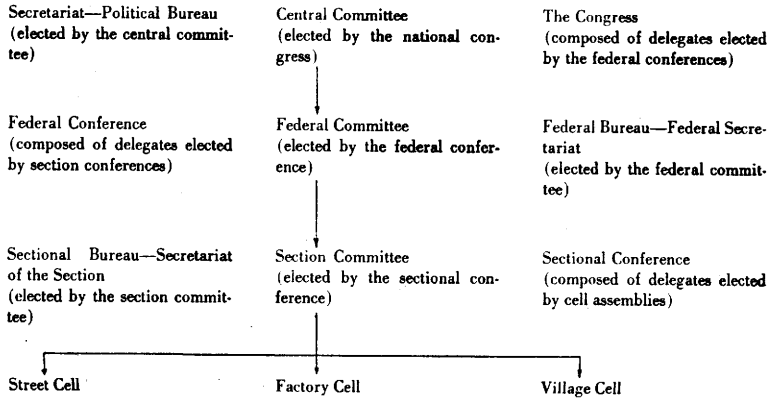 Secretariat—Political Bureau
(elected by the central commit-
tee)
Central Committee
(elected by the national con-
gress)
The Congress
(composed of delegates elected
by the federal conferences)
Federal Conference
(composed of delegates elected
by section conferences)
Federal Committee
(elected by the federal confer-
ence)
Federal Bureau—Federal Secre-
tariat
(elected by the federal commit-
tee)
Sectional Bureau—Secretariat
of the Section
(elected by the section commit-
tee)
Section Committee
(elected by the sectional con-
ference)
Sectional Conference
(composed of delegates elected
by cell assemblies)
Street Cell
Factory Cell
Village Cell